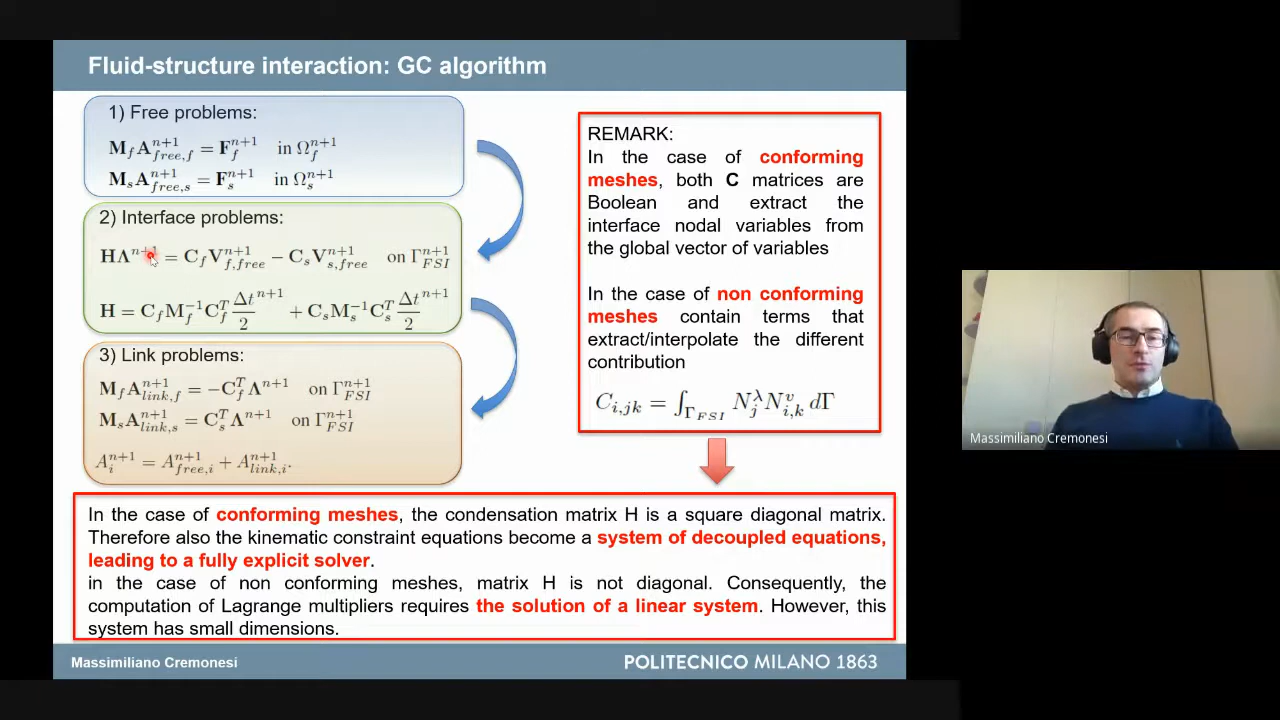 Fluid-structure interaction: GC algorithm
1) Free problems:
M_f A^{n+1}_{free,f} = F^{n+1}_f in Ω^{n+1}_f
M_s A^{n+1}_{free,s} = F^{n+1}_s in Ω^{n+1}_s
2) Interface problems:
HΛ^{n+1} = C_f V^{n+1}_{f,free} − C_s V^{n+1}_{s,free} on Γ^{n+1}_{FSI}
H = C_f M^{-1}_f C^T_f Δt/2^{n+1} + C_s M^{-1}_s C^T_s Δt/2^{n+1}
3) Link problems:
M_f A^{n+1}_{link,f} = −C^T_f Λ^{n+1} on Γ^{n+1}_{FSI}
M_s A^{n+1}_{link,s} = C^T_s Λ^{n+1} on Γ^{n+1}_{FSI}
A^{n+1}_i = A^{n+1}_{free,i} + A^{n+1}_{link,i}.
REMARK:
In the case of conforming
meshes, both C matrices are
Boolean and extract the
interface nodal variables from
the global vector of variables
In the case of non conforming
meshes contain terms that
extract/interpolate the different
contribution
C_{i,jk} = ∫_{Γ_{FSI}} N^λ_j N^v_{i,k} dΓ
In the case of conforming meshes, the condensation matrix H is a square diagonal matrix.
Therefore also the kinematic constraint equations become a system of decoupled equations,
leading to a fully explicit solver.
in the case of non conforming meshes, matrix H is not diagonal. Consequently, the
computation of Lagrange multipliers requires the solution of a linear system. However, this
system has small dimensions.
Massimiliano Cremonesi
POLITECNICO MILANO 1863
Massimiliano Cremonesi